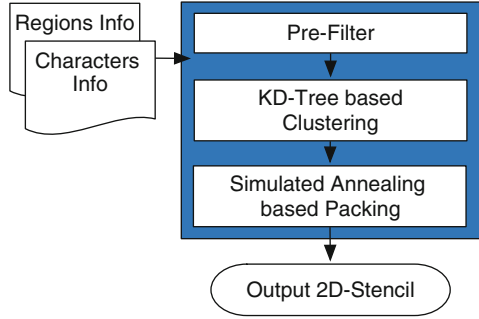 Regions Info
Characters
Info
Pre-Filter
KD-Tree based
Clustering
Simulated Annealing
based Packing
Output 2D-Stencil